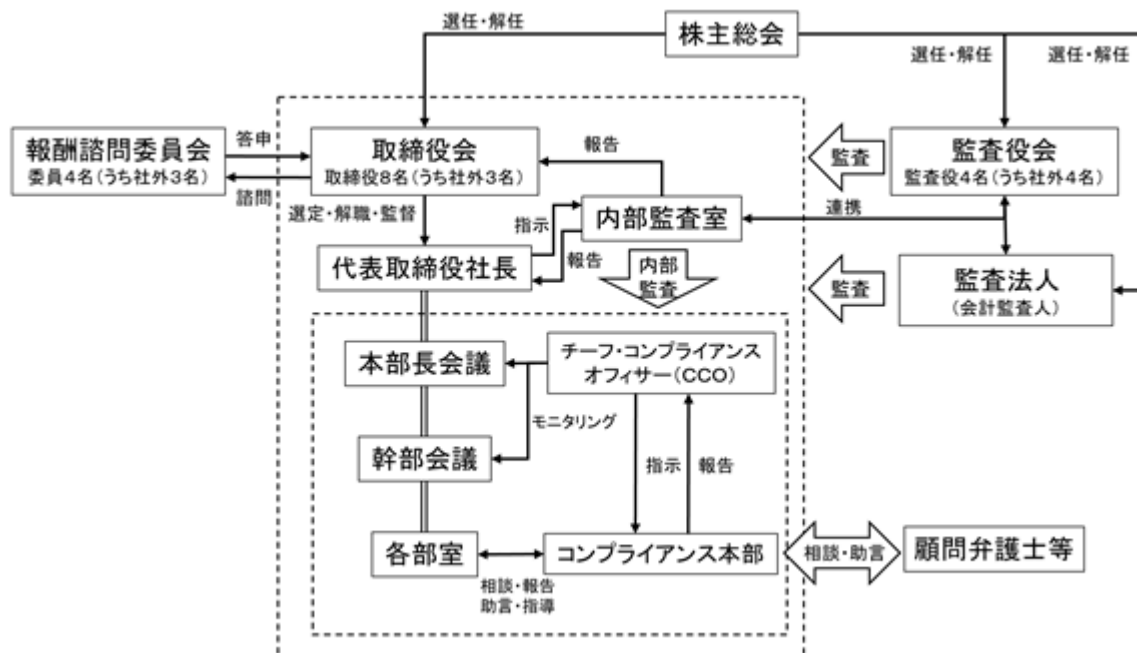 選任・解任
株主総会
選任・解任
選任・解任
報酬諮問委員会
委員4名(うち社外3名)
答申
諮問
取締役会
取締役8名(うち社外3名)
報告
監査
監査役会
監査役4名(うち社外4名)
選定・解職・監督
指示
内部監査室
連携
代表取締役社長
報告
内部
監査
監査
監査法人
(会計監査人)
本部長会議
チーフ・コンプライアンス
オフィサー(CCO)
モニタリング
幹部会議
指示
報告
各部室
コンプライアンス本部
相談・助言
顧問弁護士等
相談・報告
助言・指導